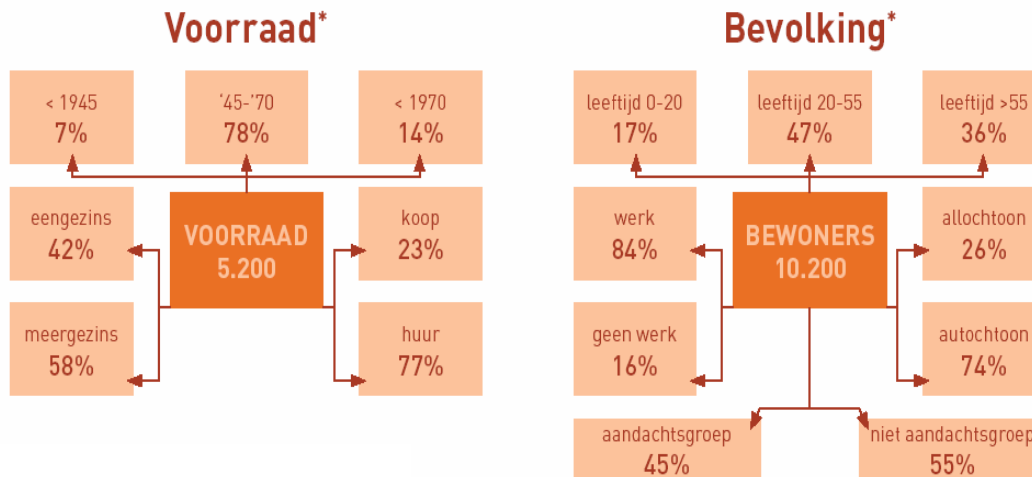 Voorraad*
< 1945
7%
'45-'70
78%
< 1970
14%
eengezins
42%
VOORRAAD
5.200
koop
23%
meergezins
58%
huur
77%
Bevolking*
leeftijd 0-20
17%
leeftijd 20-55
47%
leeftijd >55
36%
werk
84%
BEWONERS
10.200
allochtoon
26%
geen werk
16%
autochtoon
74%
aandachtsgroep
45%
niet aandachtsgroep
55%